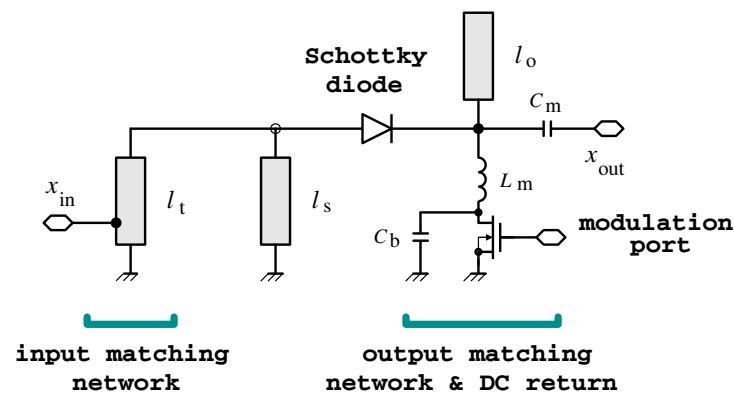 Schottky
diode
l o
C m
x in
l t
l s
L m
x out
C b
modulation
port
input matching
network
output matching
network & DC return